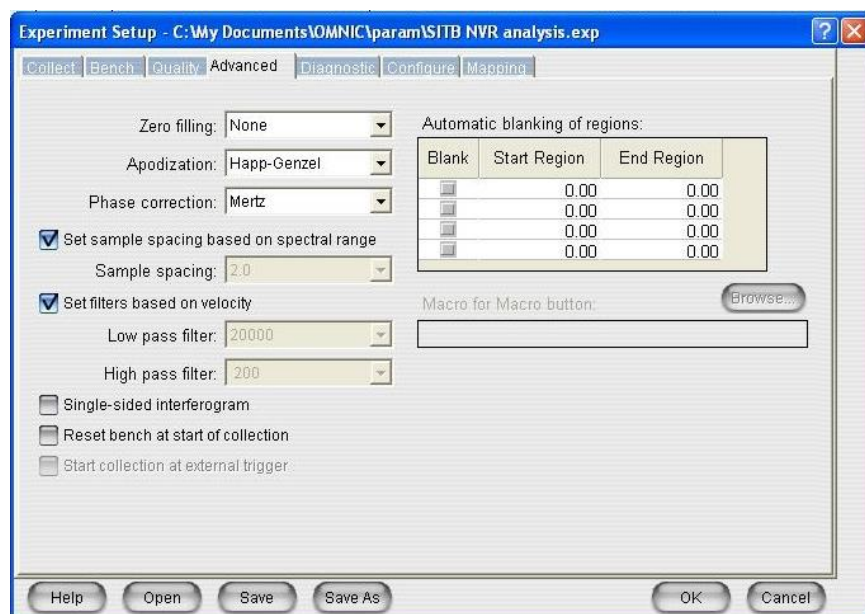 Experiment Setup - C:\My Documents\OMNIC\param\SITB NVR analysis.exp
Collect Bench Quality Advanced Diagnostic Configure Mapping
Zero filling: None
Apodization: Happ-Genzel
Phase correction: Mertz
Set sample spacing based on spectral range
Sample spacing: 2.0
Set filters based on velocity
Low pass filter: 20000
High pass filter: 200
Single-sided interferogram
Reset bench at start of collection
Start collection at external trigger
Automatic blanking of regions:
Blank Start Region End Region
0.00 0.00
0.00 0.00
0.00 0.00
0.00 0.00
Macro for Macro button: Browse...
Help Open Save Save As OK Cancel